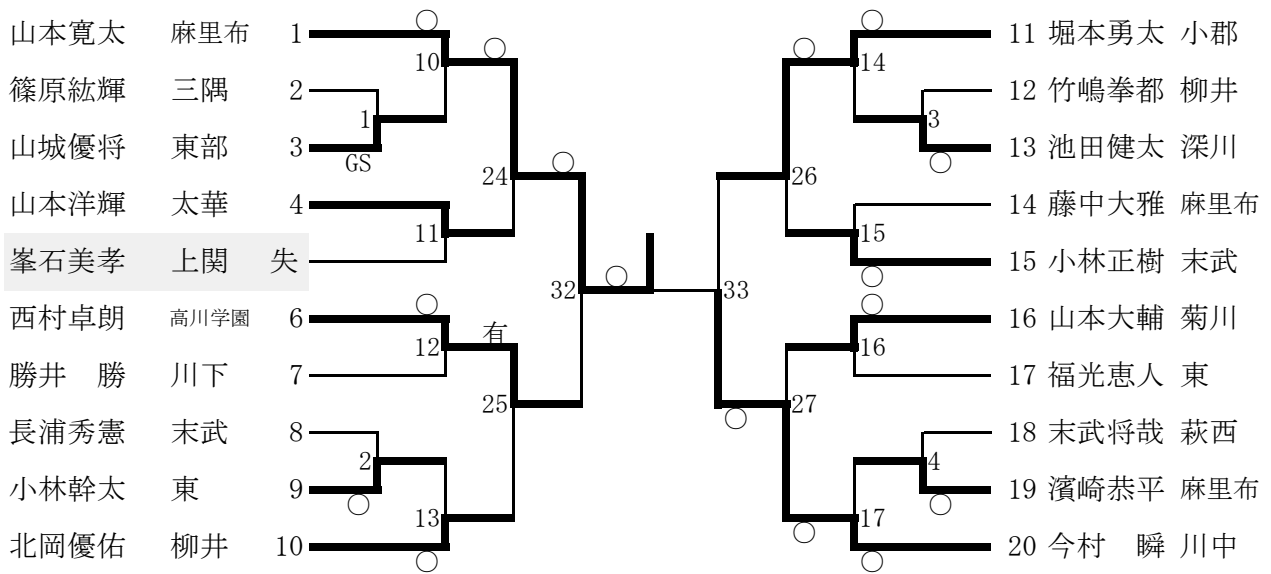 山本寛太 麻里布 1
篠原紘輝 三隅 2
山城優将 東部 3
山本洋輝 太華 4
峯石美孝 上関 失
西村卓朗 高川学園 6
勝井 勝 川下 7
長浦秀憲 末武 8
小林幹太 東 9
北岡優佑 柳井 10
10
1
GS
24
11
32
12
有
25
2
13
14
3
26
15
33
16
27
4
17
11 堀本勇太 小郡
12 竹嶋拳都 柳井
13 池田健太 深川
14 藤中大雅 麻里布
15 小林正樹 末武
16 山本大輔 菊川
17 福光恵人 東
18 末武将哉 萩西
19 濱崎恭平 麻里布
20 今村 瞬 川中